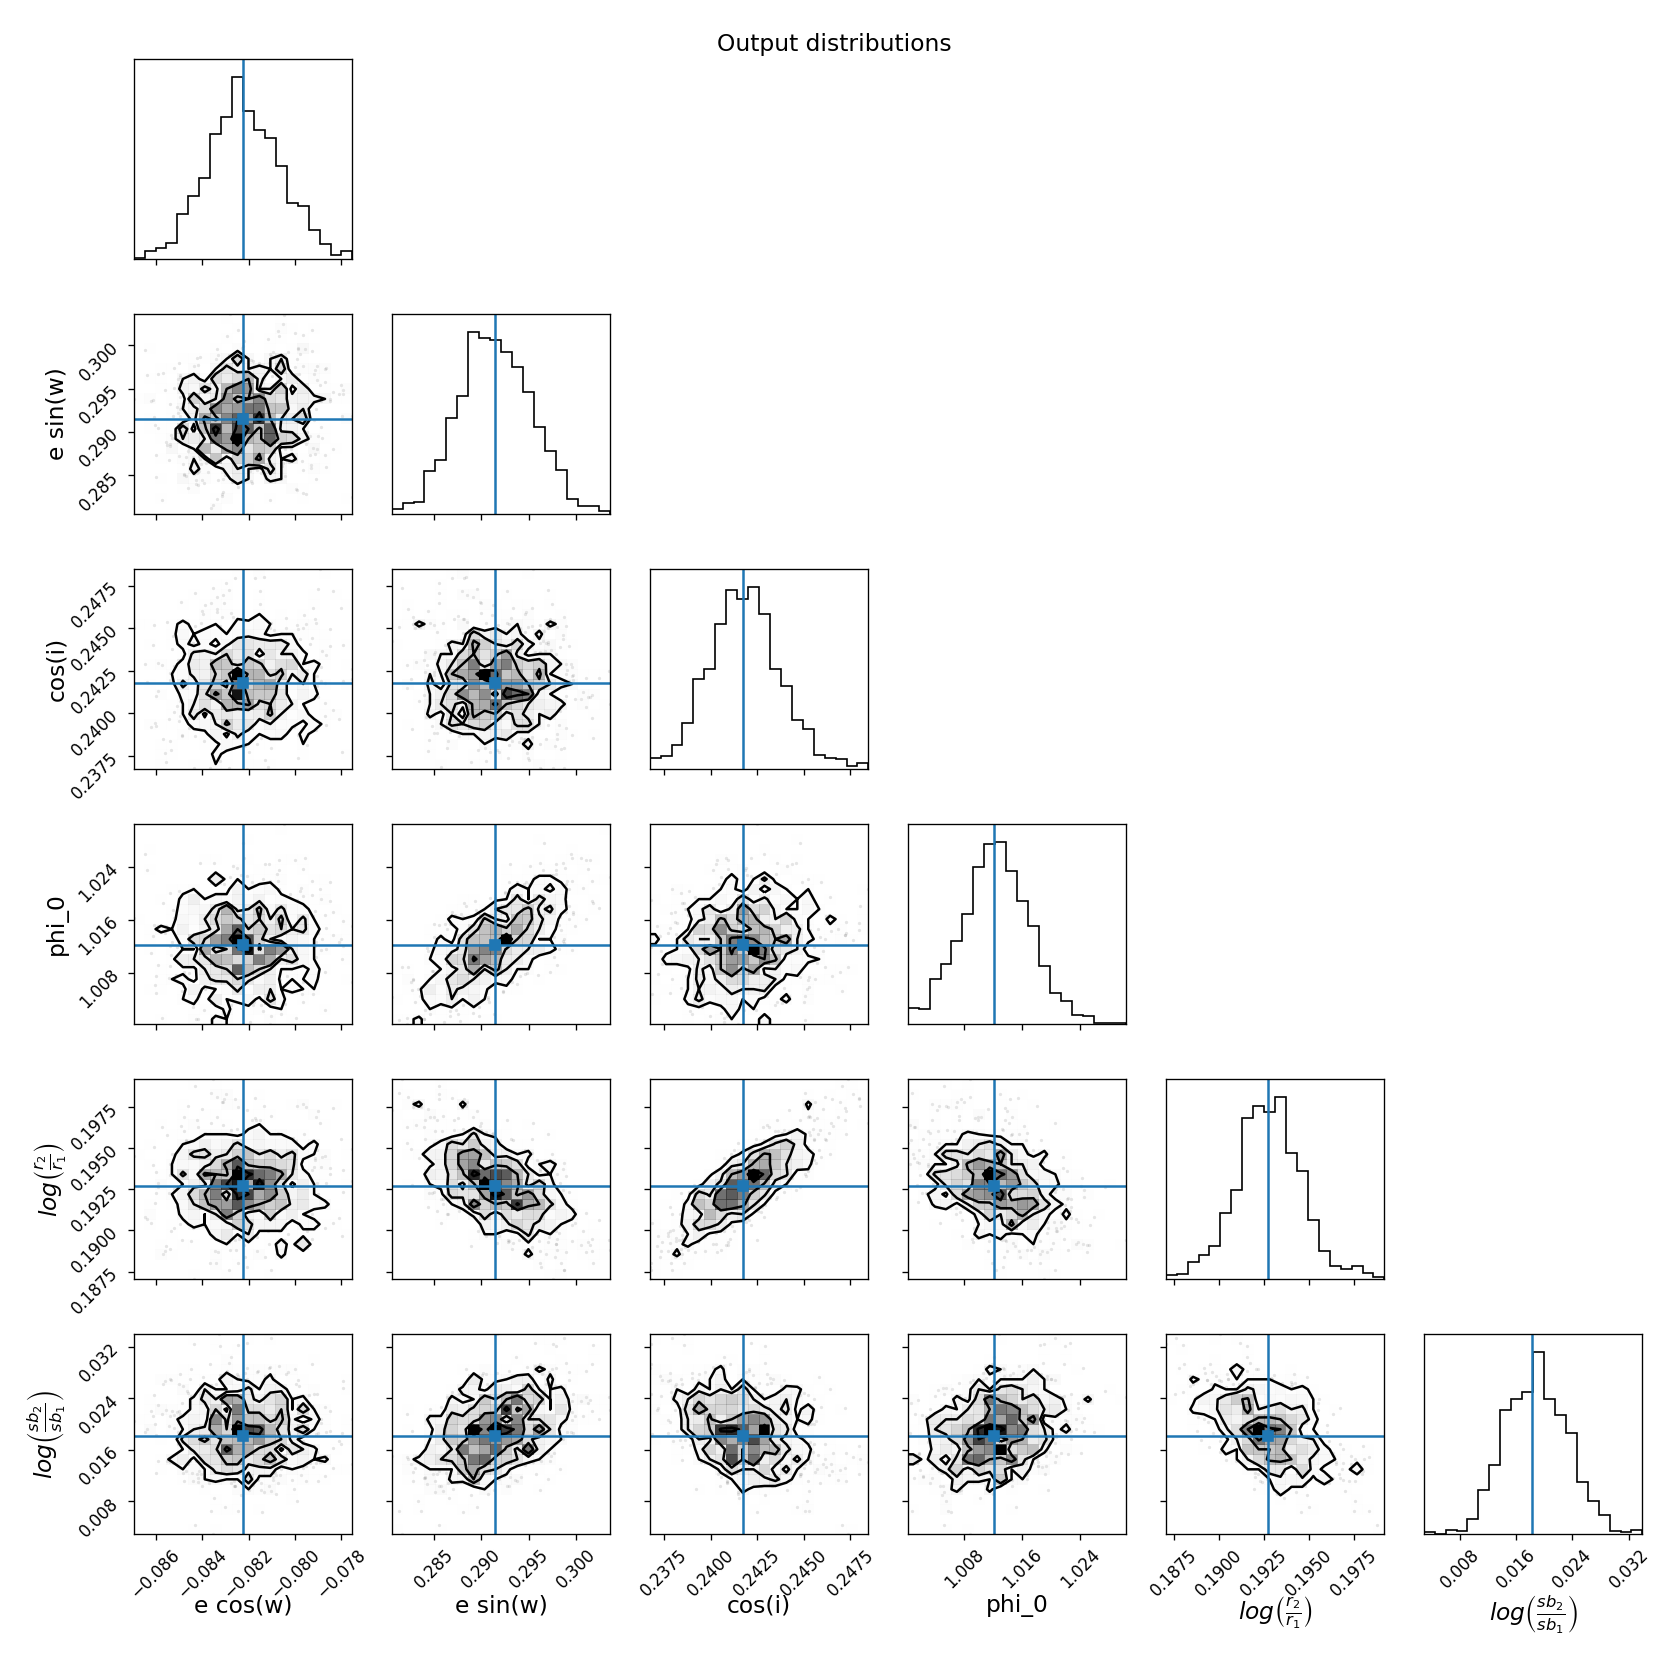 Output distributions
e sin(w)
0.300
0.295
0.290
0.285
cos(i)
0.2475
0.2450
0.2425
0.2400
0.2375
phi_0
1.024
1.016
1.008
log(r2/r1)
0.1975
0.1950
0.1925
0.1900
0.1875
log(sb2/sb1)
0.032
0.024
0.016
0.008
−0.086 −0.084 −0.082 −0.080 −0.078 0.285 0.290 0.295 0.300 0.2375 0.2400 0.2425 0.2450 0.2475 1.008 1.016 1.024 0.1875 0.1900 0.1925 0.1950 0.1975 0.008 0.016 0.024 0.032
e cos(w) e sin(w) cos(i) phi_0 log(r2/r1) log(sb2/sb1)